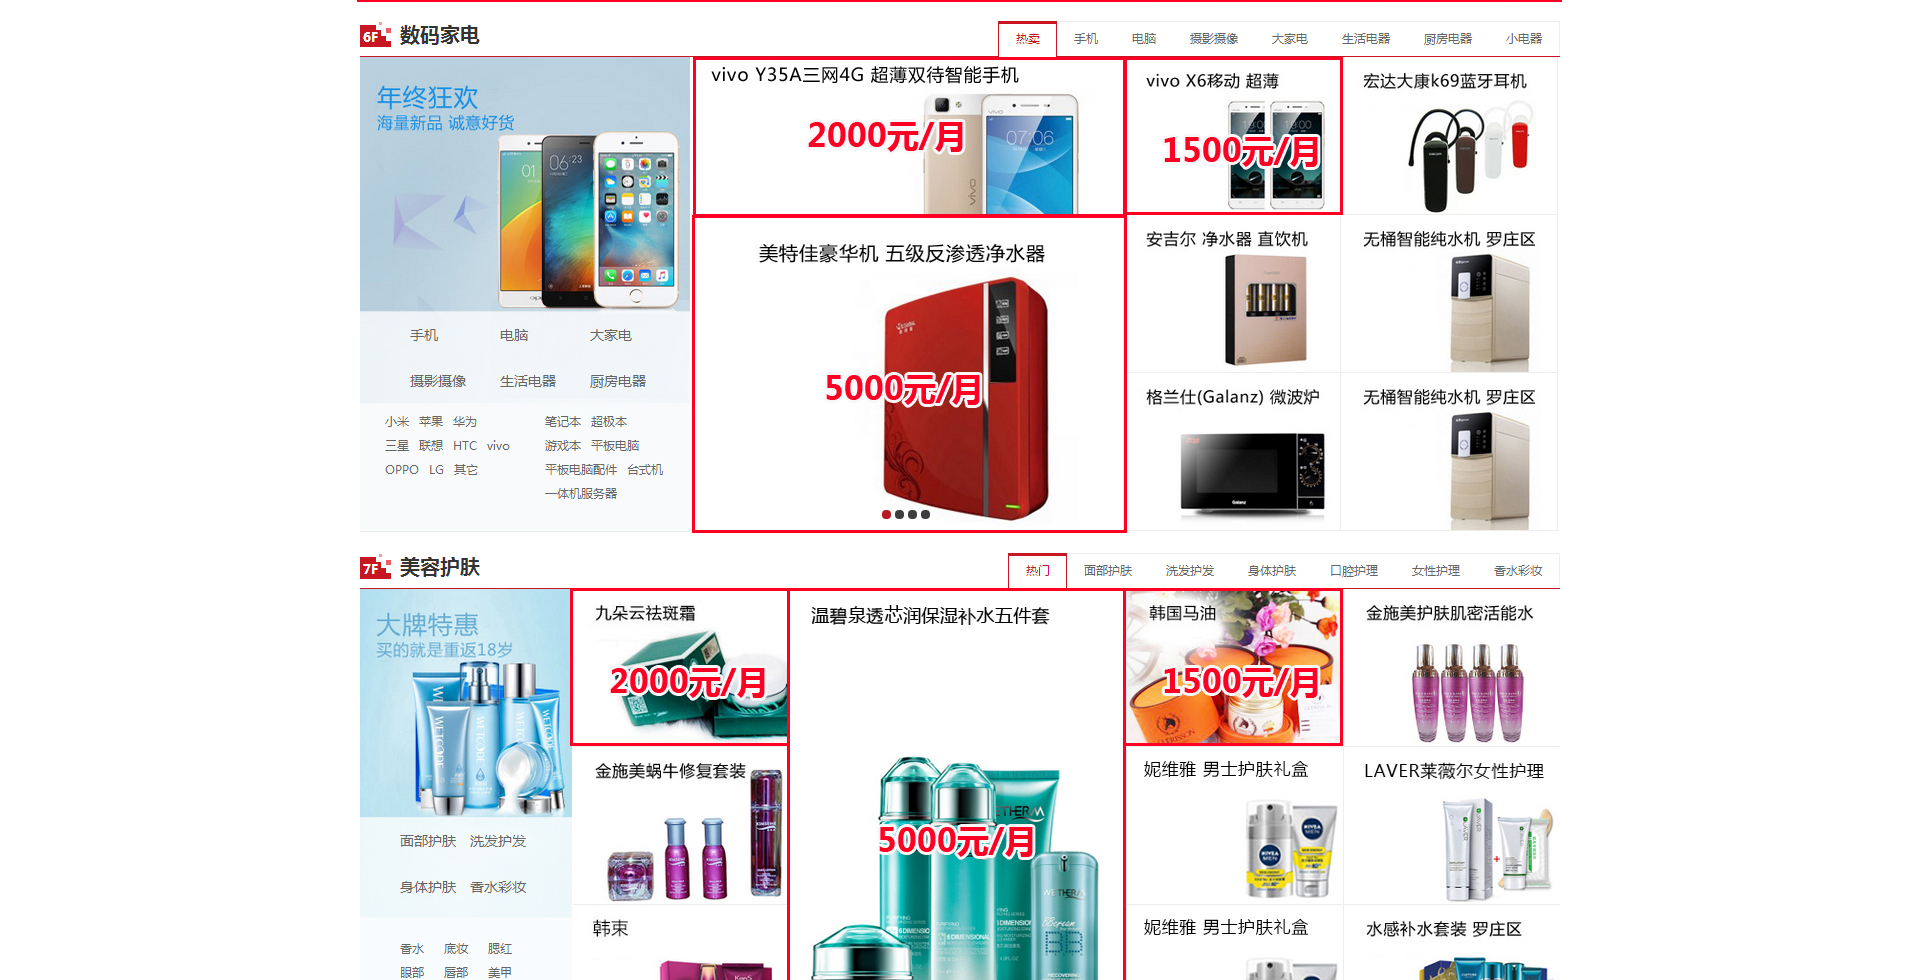 6F 数码家电
热卖 手机 电脑 摄影摄像 大家电 生活电器 厨房电器 小电器
年终狂欢
海量新品 诚意好货
手机 电脑 大家电
摄影摄像 生活电器 厨房电器
小米 苹果 华为
三星 联想 HTC vivo
OPPO LG 其它
笔记本 超极本
游戏本 平板电脑
平板电脑配件 台式机
一体机服务器
vivo Y35A三网4G 超薄双待智能手机
2000元/月
vivo X6移动 超薄
1500元/月
宏达大康k69蓝牙耳机
美特佳豪华机 五级反渗透净水器
5000元/月
安吉尔 净水器 直饮机
无桶智能纯水机 罗庄区
格兰仕(Galanz) 微波炉
Galanz
无桶智能纯水机 罗庄区
7F 美容护肤
热门 面部护肤 洗发护发 身体护肤 口腔护理 女性护理 香水彩妆
大牌特惠
买的就是重返18岁
面部护肤 洗发护发
身体护肤 香水彩妆
香水 底妆 腮红
眼部 唇部 美甲
九朵云祛斑霜
2000元/月
温碧泉透芯润保湿补水五件套
5000元/月
韩国马油
1500元/月
金施美护肤肌密活能水
金施美蜗牛修复套装
妮维雅 男士护肤礼盒
NIVEA
MEN
LAVER莱薇尔女性护理
韩束
妮维雅 男士护肤礼盒
水感补水套装 罗庄区